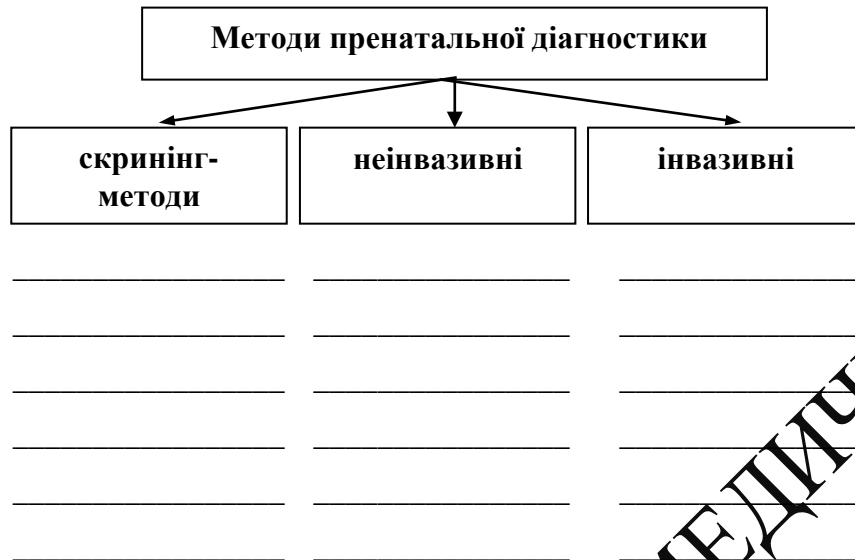 Методи пренатальної діагностики
скринінг-
методи
неінвазивні
інвазивні